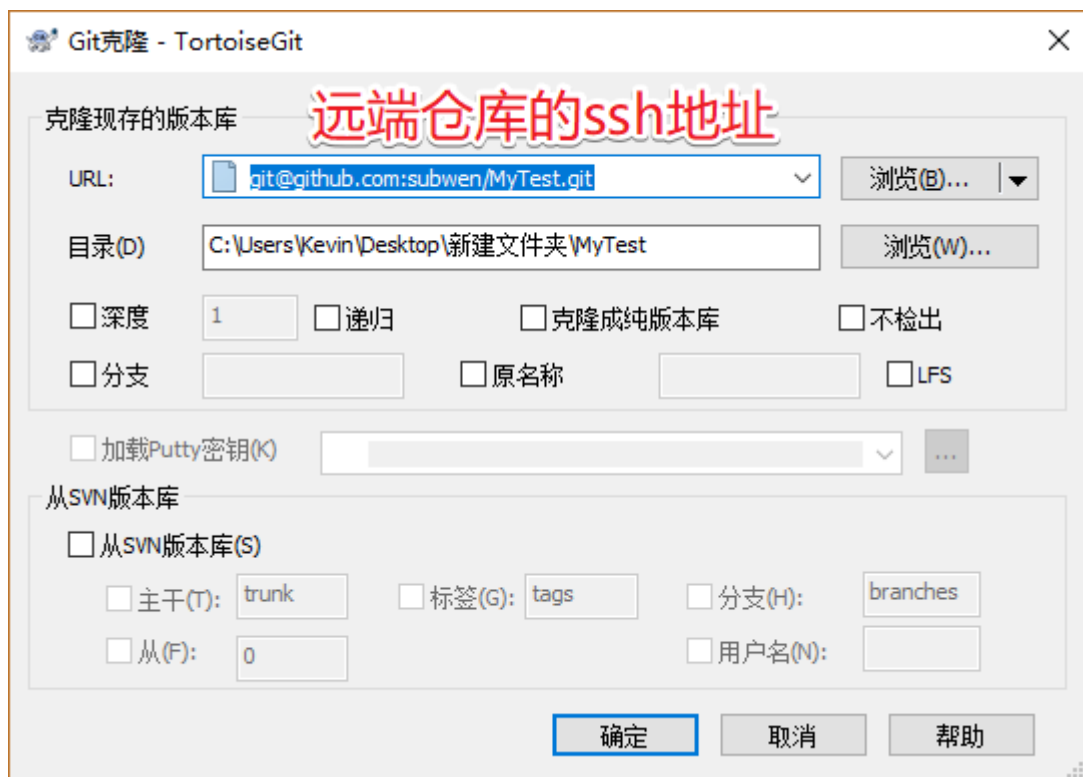 Git克隆 - TortoiseGit
远端仓库的ssh地址
克隆现存的版本库
URL: git@github.com:subwen/MyTest.git 浏览(B)...
目录(D) C:\Users\Kevin\Desktop\新建文件夹\MyTest 浏览(W)...
深度 1 递归 克隆成纯版本库 不检出
分支 原名称 LFS
加载Putty密钥(K) ...
从SVN版本库
从SVN版本库(S)
主干(T): trunk 标签(G): tags 分支(H): branches
从(F): 0 用户名(N):
确定 取消 帮助